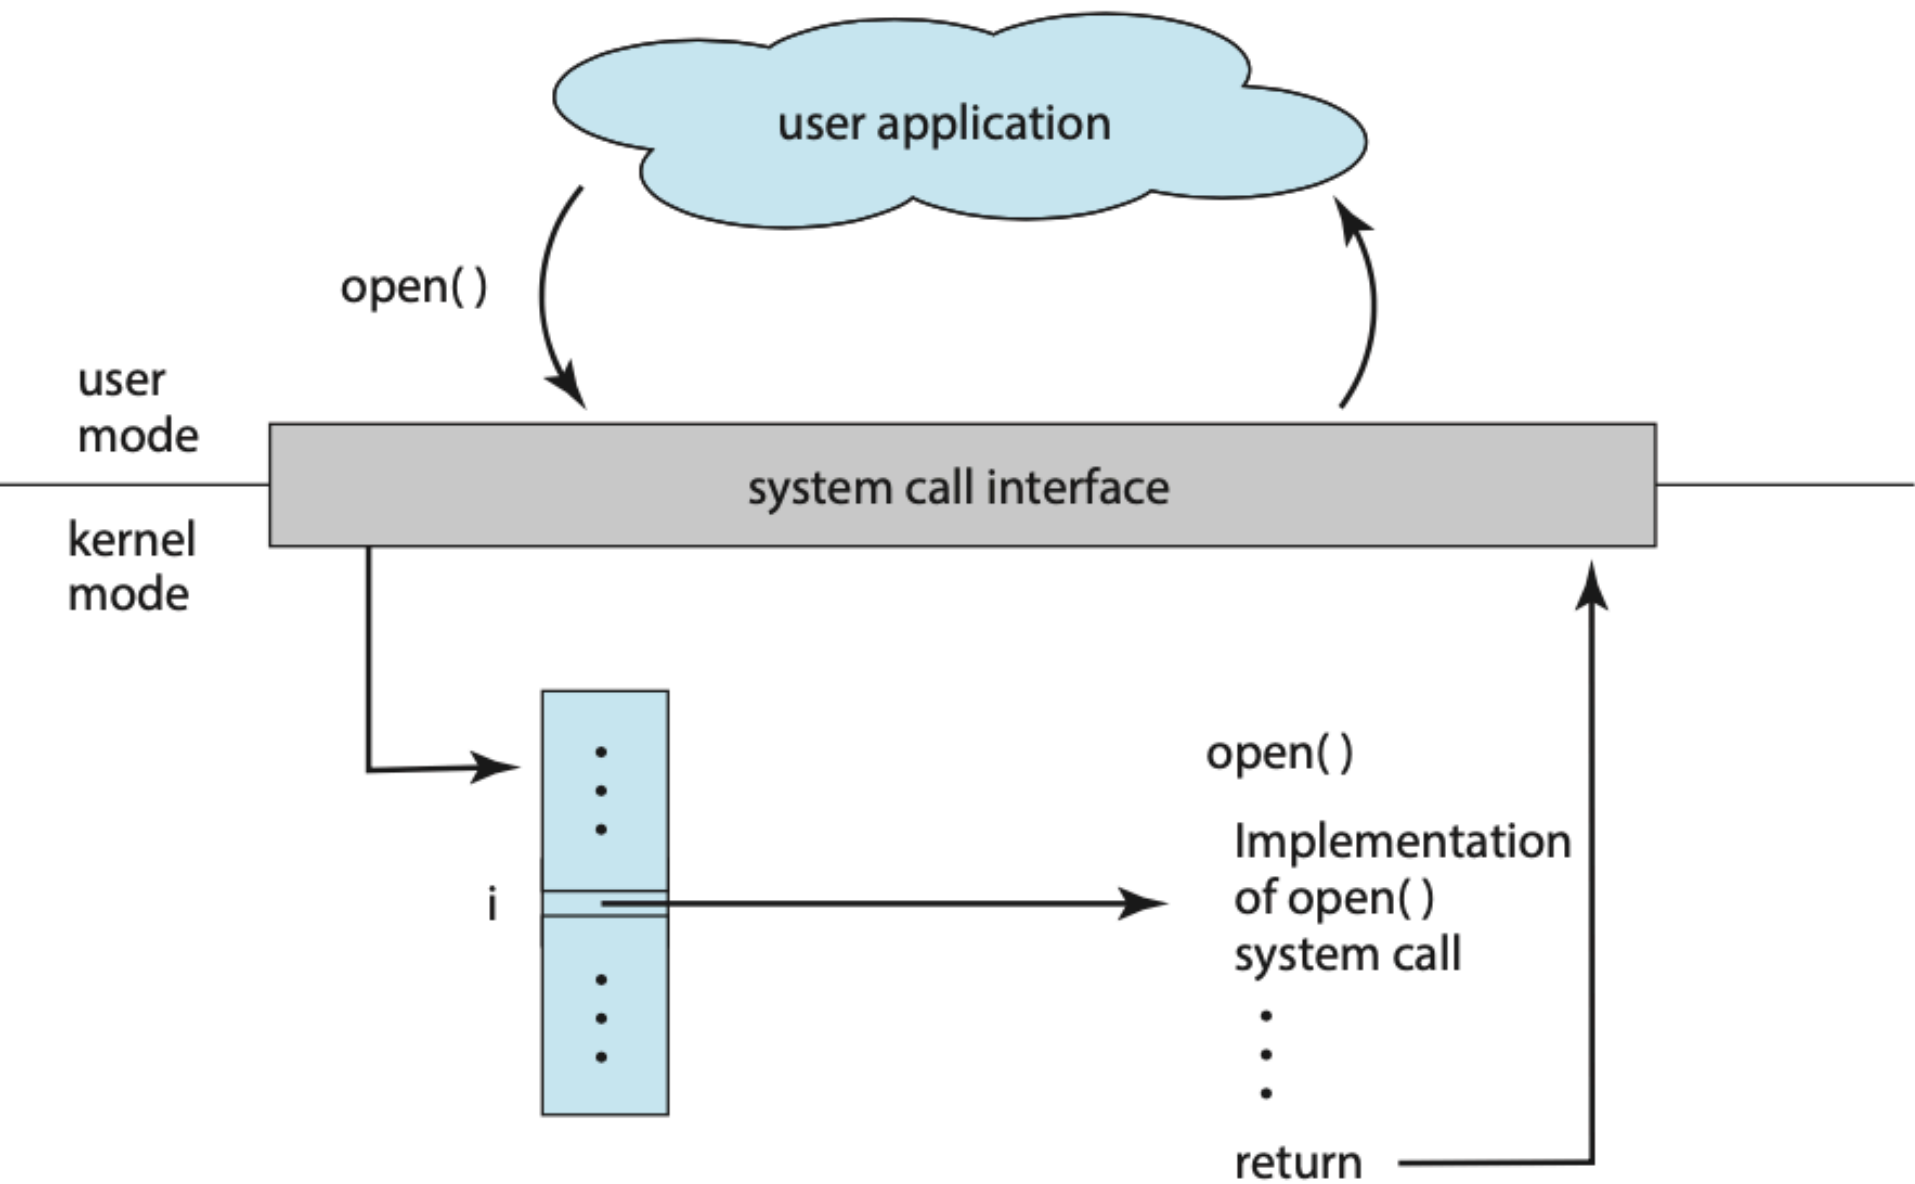 user application
open( )
user
mode
system call interface
kernel
mode
open( )
Implementation
of open( )
system call
i
return